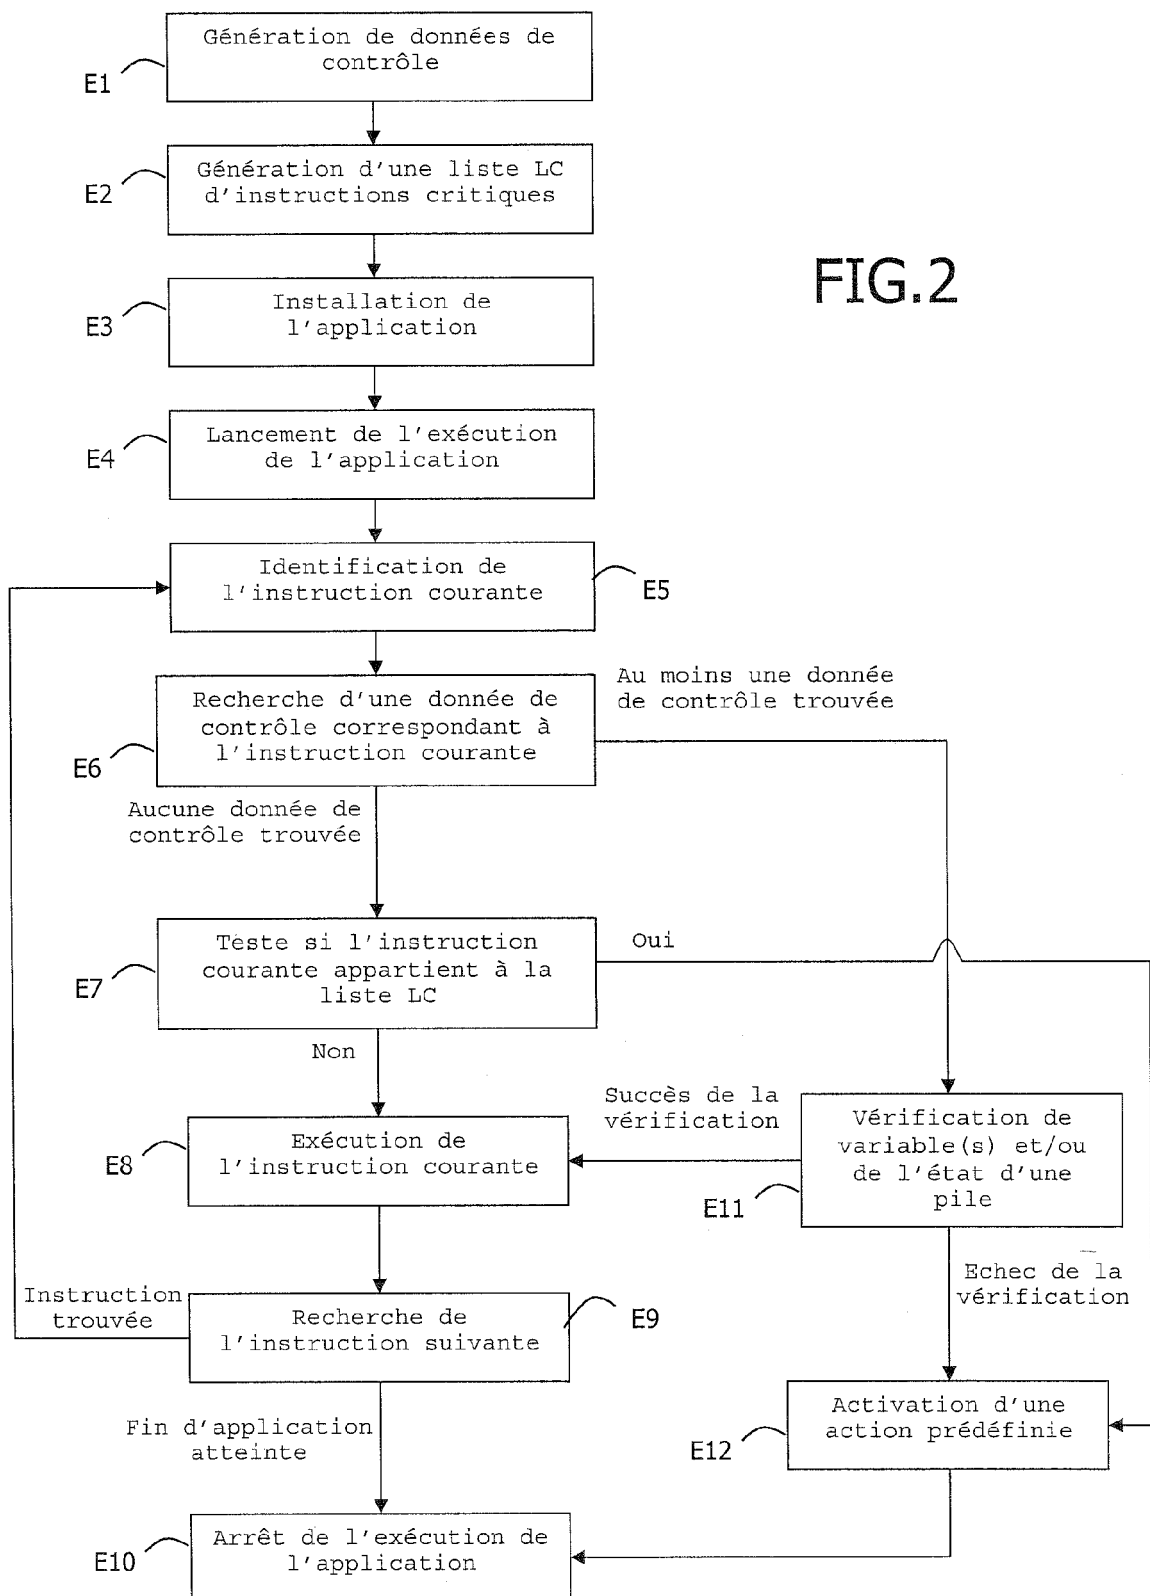 Génération de données de
contrôle
E1
Génération d'une liste LC
d'instructions critiques
E2
FIG.2
Installation de
l'application
E3
Lancement de l'exécution
de l'application
E4
Identification de
l'instruction courante
E5
Au moins une donnée
de contrôle trouvée
Recherche d'une donnée de
contrôle correspondant à
l'instruction courante
E6
Aucune donnée de
contrôle trouvée
Teste si l'instruction
courante appartient à la
liste LC
E7
Oui
Non
Succès de la
vérification
Vérification de
variable(s) et/ou
de l'état d'une
pile
E11
Exécution de
l'instruction courante
E8
Echec de la
vérification
Instruction
trouvée
Recherche de
l'instruction suivante
E9
Fin d'application
atteinte
Activation d'une
action prédéfinie
E12
Arrêt de l'exécution de
l'application
E10